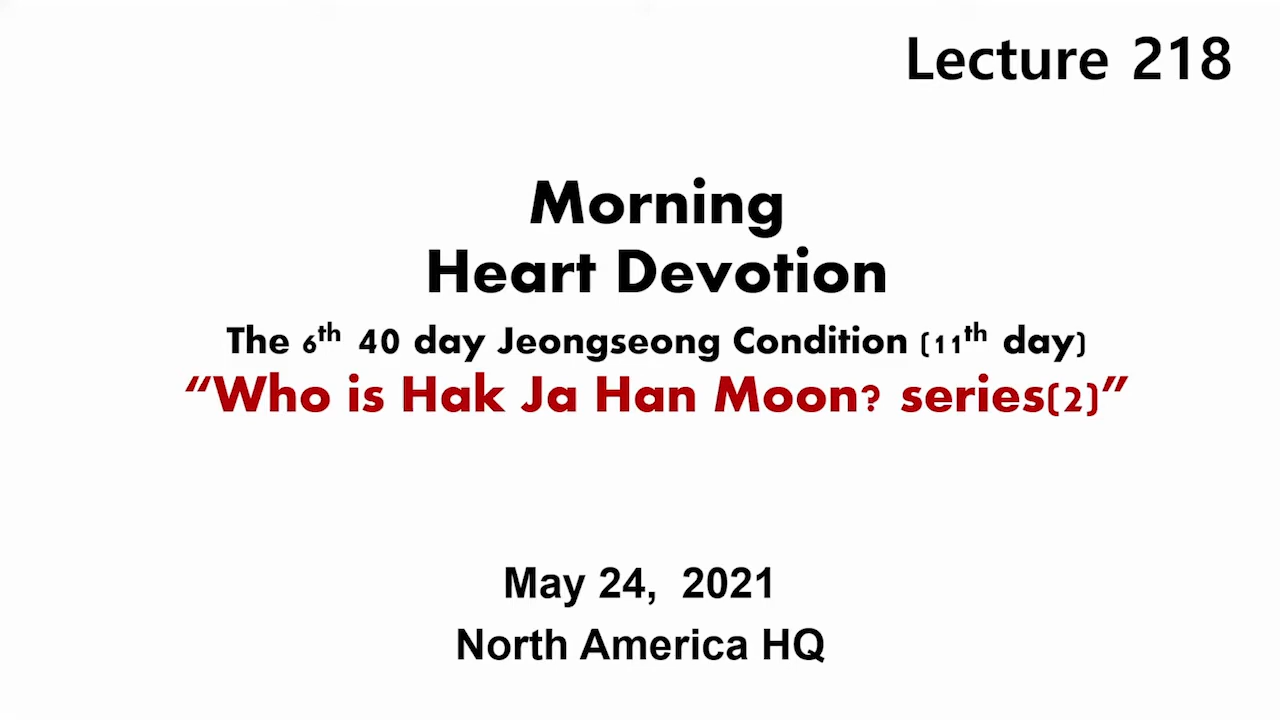 Lecture 218
Morning
Heart Devotion
The 6th 40 day Jeongseong Condition (11th day)
“Who is Hak Ja Han Moon? series(2)”
May 24, 2021
North America HQ